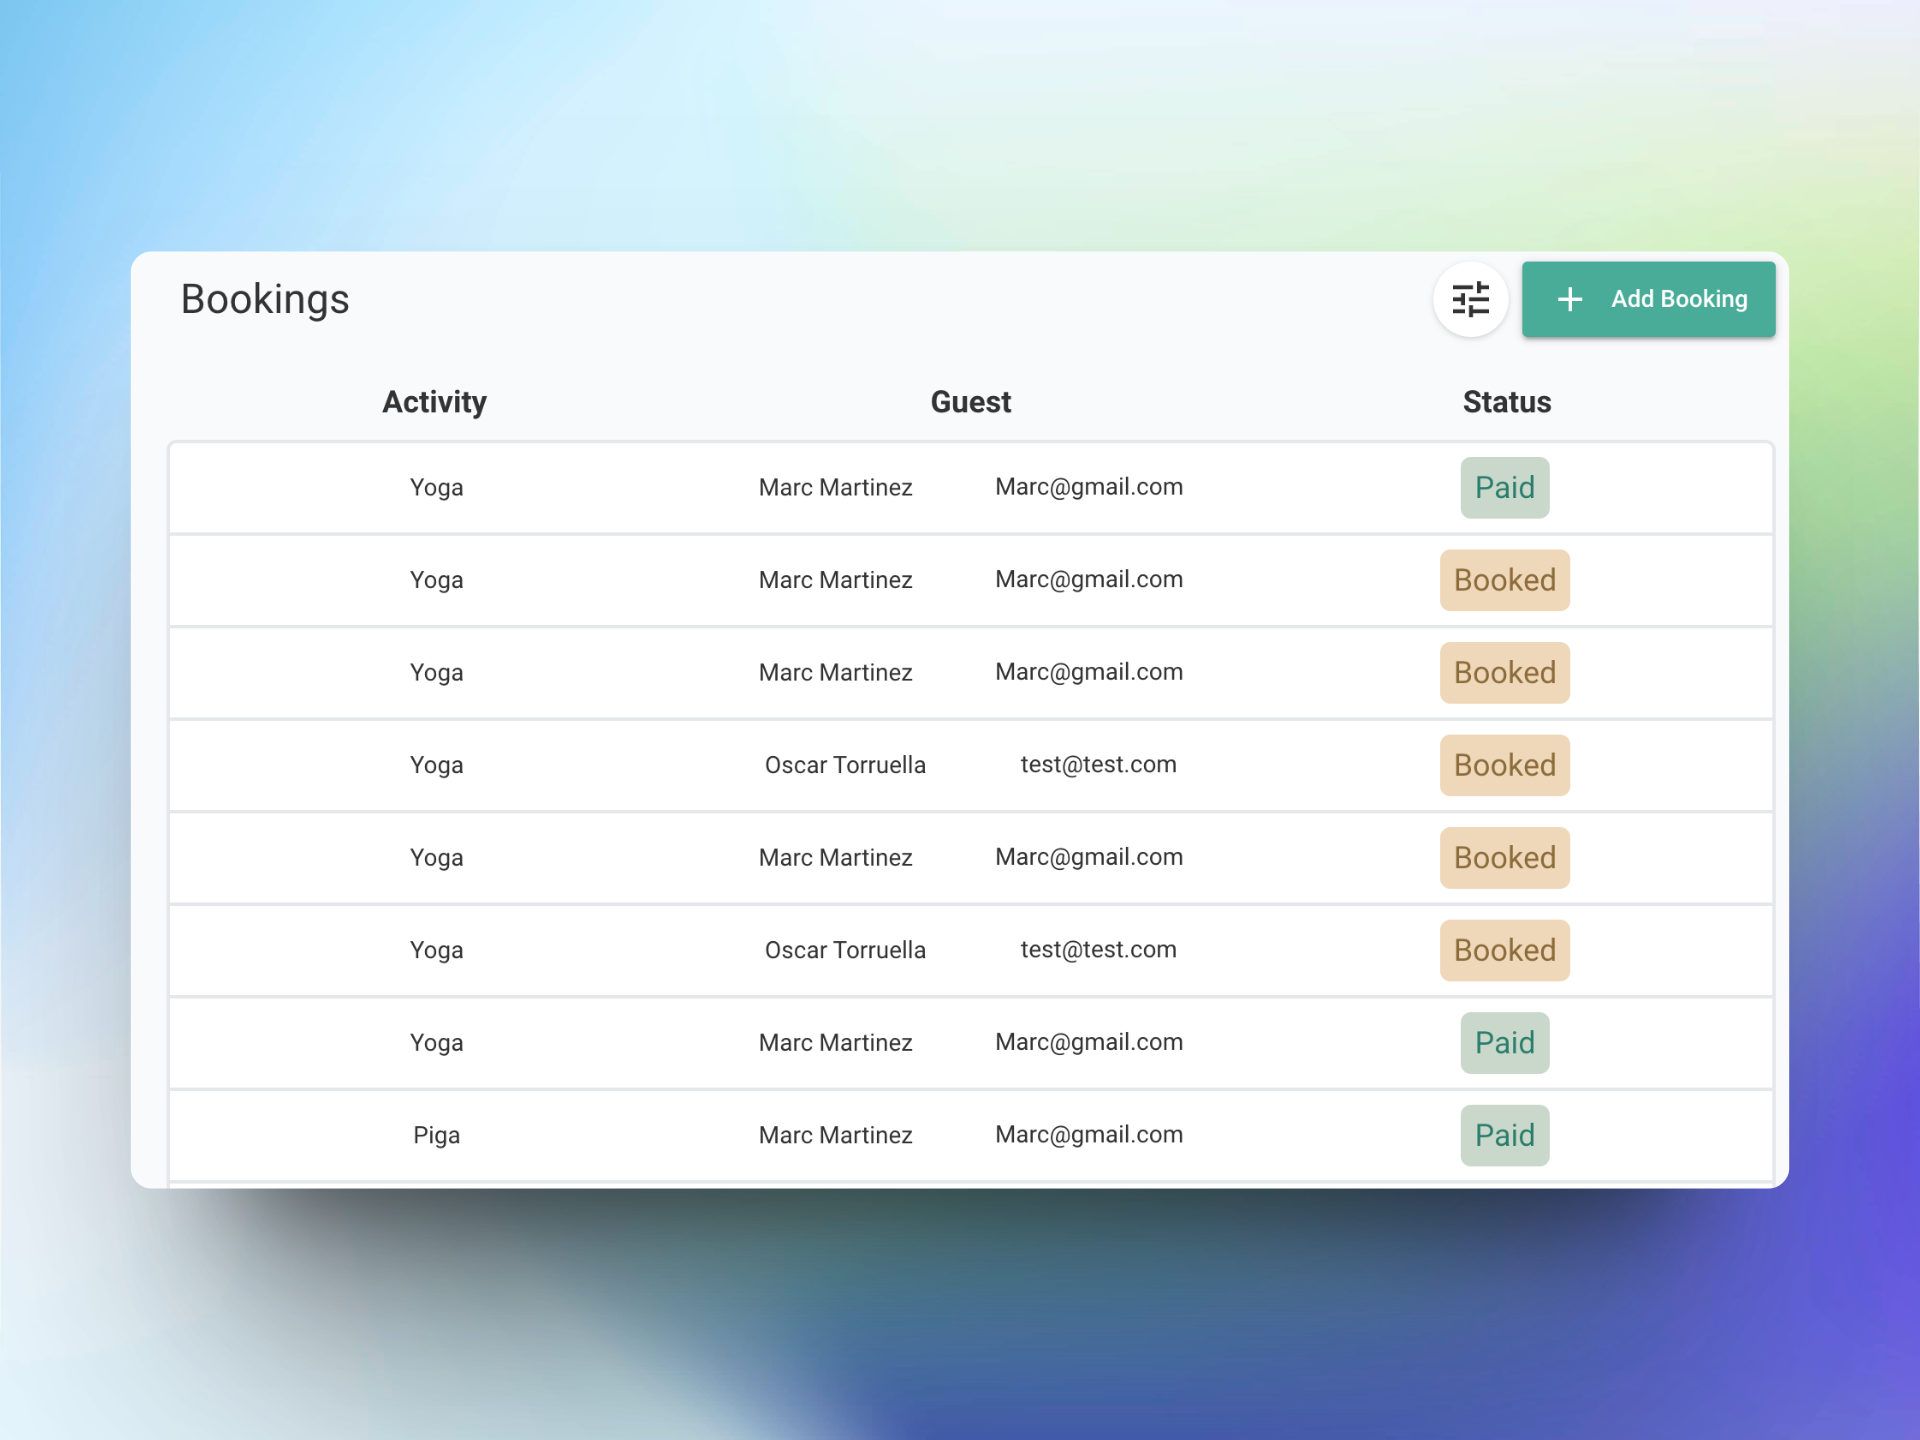 Bookings
Add Booking
Activity Guest Status
Yoga Marc Martinez Marc@gmail.com Paid
Yoga Marc Martinez Marc@gmail.com Booked
Yoga Marc Martinez Marc@gmail.com Booked
Yoga Oscar Torruella test@test.com Booked
Yoga Marc Martinez Marc@gmail.com Booked
Yoga Oscar Torruella test@test.com Booked
Yoga Marc Martinez Marc@gmail.com Paid
Piga Marc Martinez Marc@gmail.com Paid